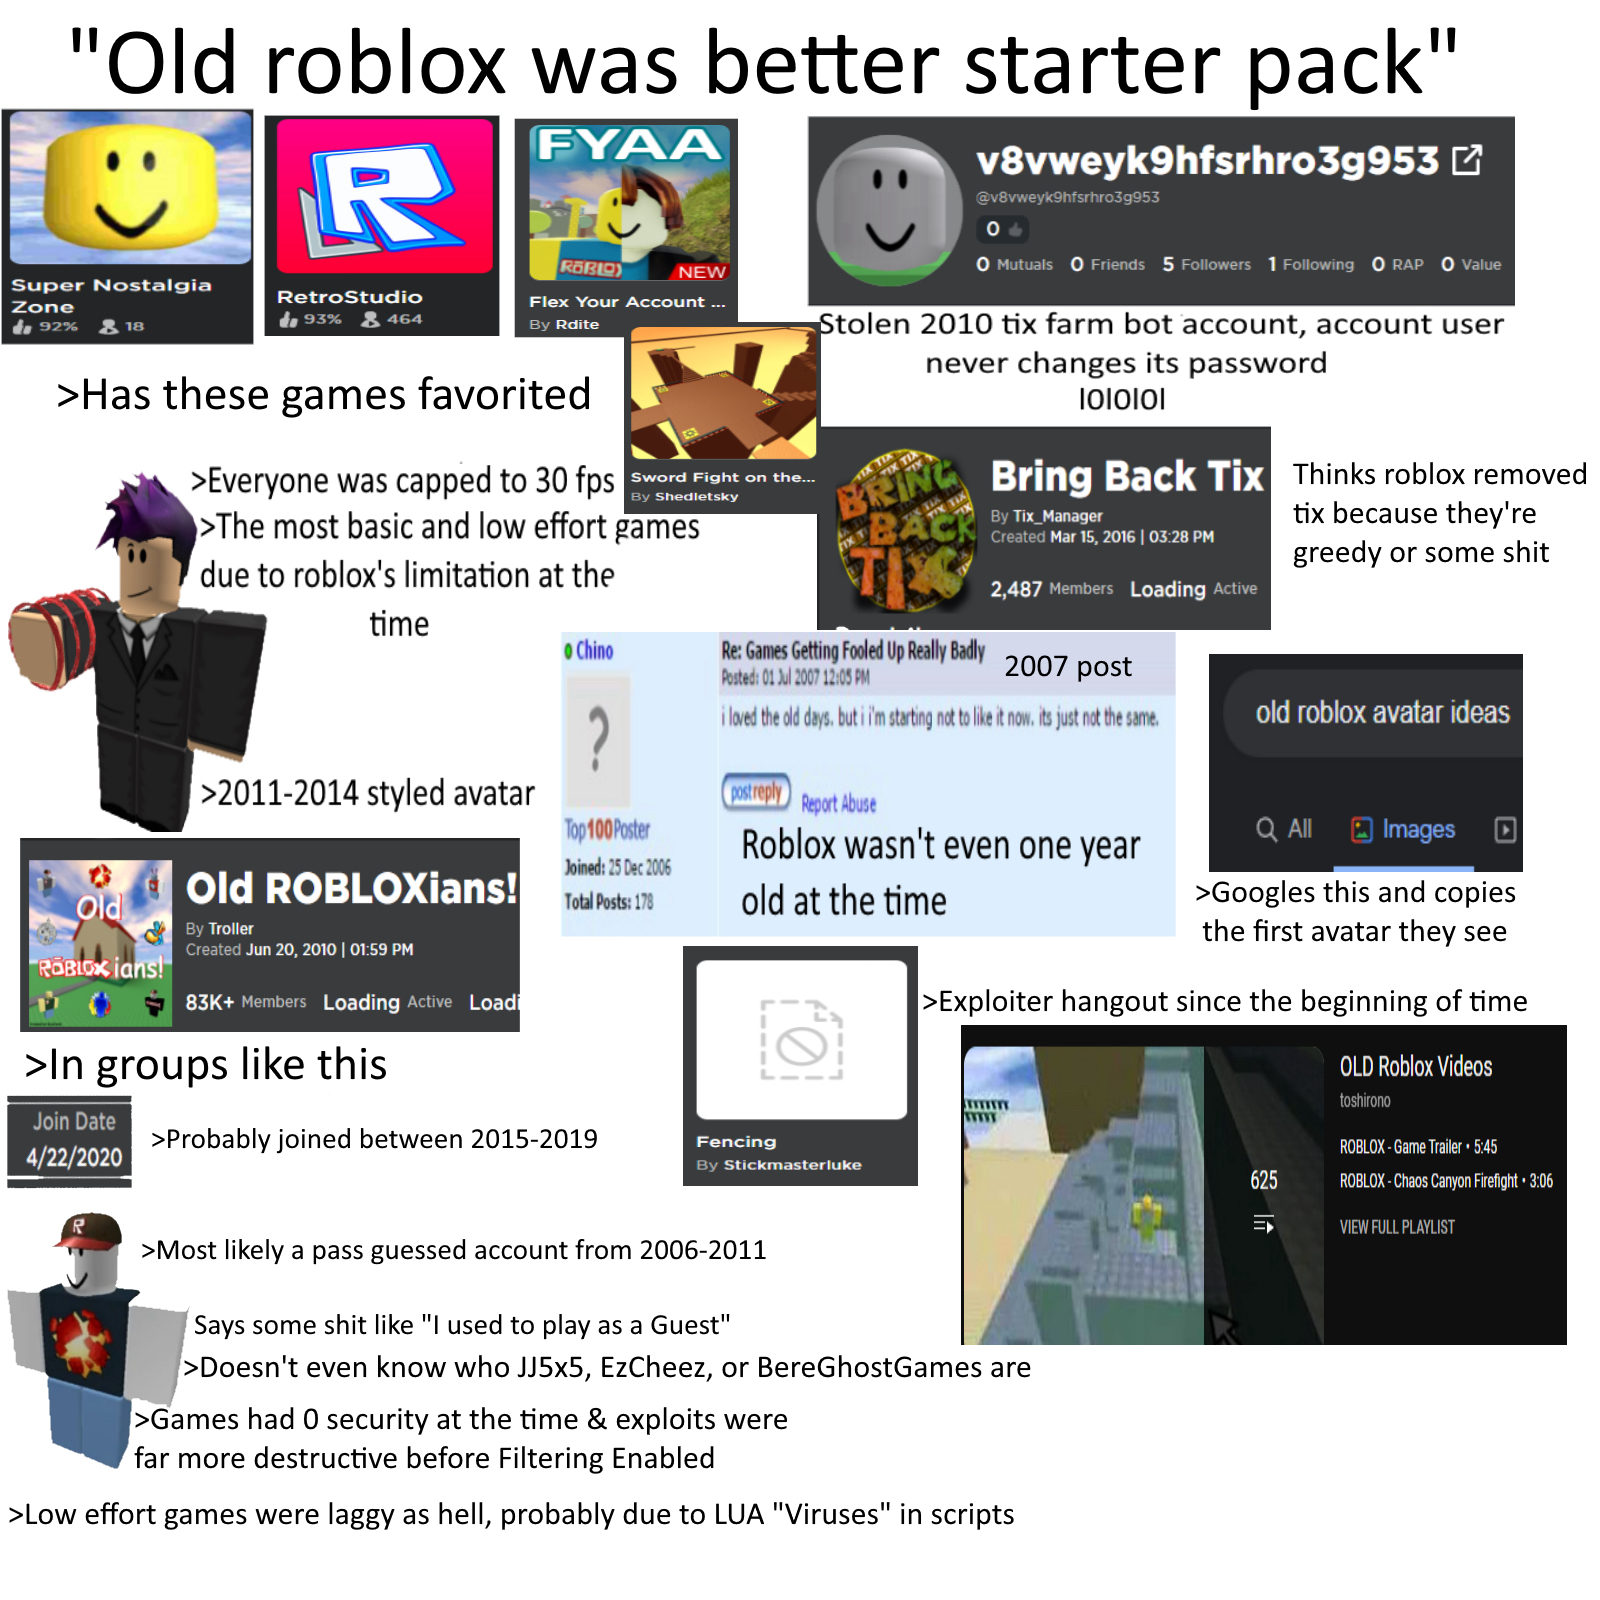 "Old roblox was better starter pack"
Super Nostalgia
Zone
92% 18
RetroStudio
93% 464
FYAA
ROBLOX
NEW
Flex Your Account ...
By Rdite
v8vweyk9hfsrhro3g953
@v8vweyk9hfsrhro3g953
0
0 Mutuals 0 Friends 5 Followers 1 Following 0 RAP 0 Value
Stolen 2010 tix farm bot account, account user
never changes its password
lOlOlOl
>Has these games favorited
Sword Fight on the...
By Shedletsky
>Everyone was capped to 30 fps
>The most basic and low effort games
due to roblox's limitation at the
time
BRING
BACK
TIX
Bring Back Tix
By Tix_Manager
Created Mar 15, 2016 | 03:28 PM
2,487 Members Loading Active
Thinks roblox removed
tix because they're
greedy or some shit
Chino
Re: Games Getting Fooled Up Really Badly
Posted: 01 Jul 2007 12:05 PM
2007 post
i loved the old days. but i i'm starting not to like it now. its just not the same.
?
post reply
Report Abuse
Top 100 Poster
Joined: 25 Dec 2006
Total Posts: 178
Roblox wasn't even one year
old at the time
old roblox avatar ideas
All Images
>Googles this and copies
the first avatar they see
>2011-2014 styled avatar
Old
ROBLOXians!
Old ROBLOXians!
By Troller
Created Jun 20, 2010 | 01:59 PM
83K+ Members Loading Active Loadi
>In groups like this
Join Date
4/22/2020
>Probably joined between 2015-2019
Fencing
By Stickmasterluke
>Exploiter hangout since the beginning of time
625
OLD Roblox Videos
toshirono
ROBLOX - Game Trailer • 5:45
ROBLOX - Chaos Canyon Firefight • 3:06
VIEW FULL PLAYLIST
R
>Most likely a pass guessed account from 2006-2011
Says some shit like "I used to play as a Guest"
>Doesn't even know who JJ5x5, EzCheez, or BereGhostGames are
>Games had 0 security at the time & exploits were
far more destructive before Filtering Enabled
>Low effort games were laggy as hell, probably due to LUA "Viruses" in scripts